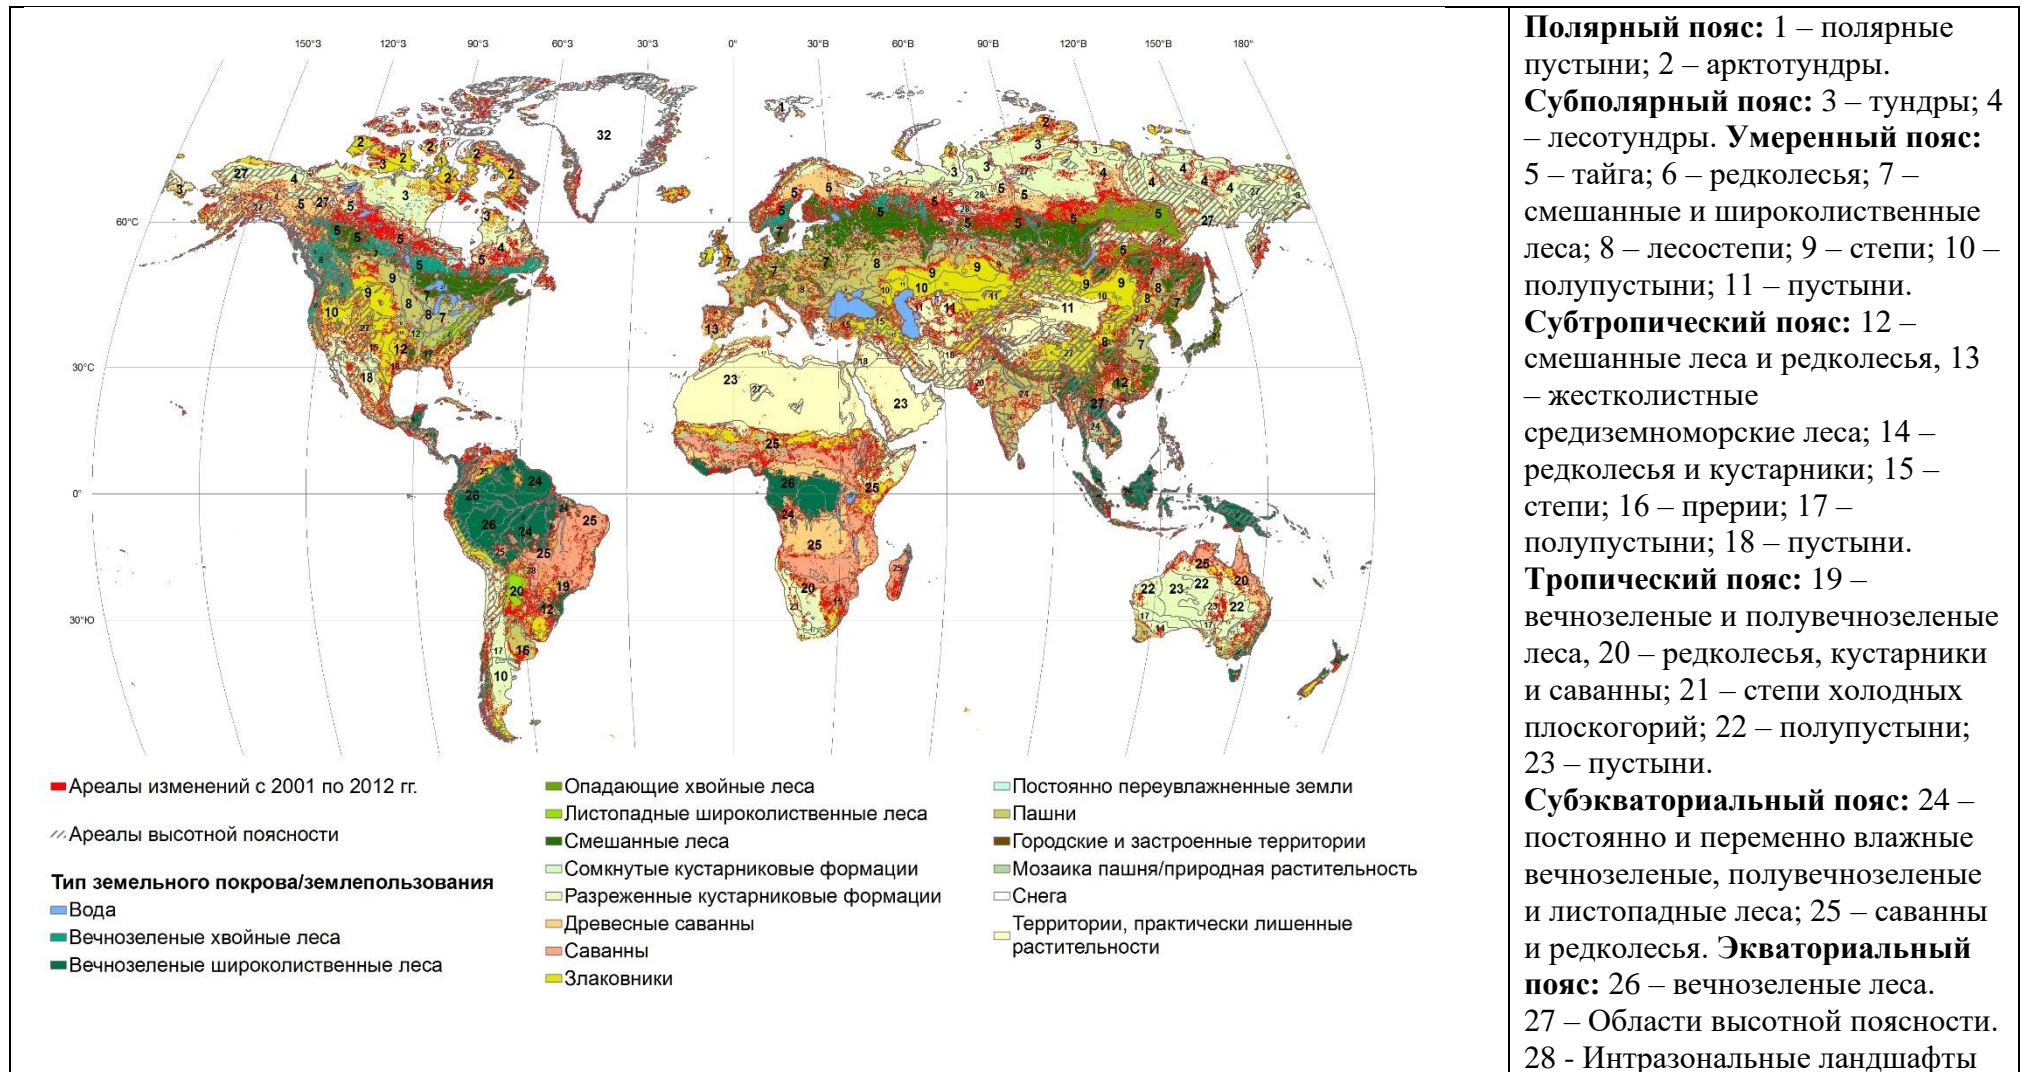 150°З 120°З 90°З 60°З 30°З 0° 30°В 60°В 90°В 120°В 150°В 180°
60°С
30°С
0°
30°Ю
32
Ареалы изменений с 2001 по 2012 гг.
Ареалы высотной поясности
Тип земельного покрова/землепользования
Вода
Вечнозеленые хвойные леса
Вечнозеленые широколиственные леса
Опадающие хвойные леса
Листопадные широколиственные леса
Смешанные леса
Сомкнутые кустарниковые формации
Разреженные кустарниковые формации
Древесные саванны
Саванны
Злаковники
Постоянно переувлажненные земли
Пашни
Городские и застроенные территории
Мозаика пашня/природная растительность
Снега
Территории, практически лишенные
растительности
Полярный пояс: 1 – полярные
пустыни; 2 – арктотундры.
Субполярный пояс: 3 – тундры; 4
– лесотундры. Умеренный пояс:
5 – тайга; 6 – редколесья; 7 –
смешанные и широколиственные
леса; 8 – лесостепи; 9 – степи; 10 –
полупустыни; 11 – пустыни.
Субтропический пояс: 12 –
смешанные леса и редколесья, 13
– жестколистные
средиземноморские леса; 14 –
редколесья и кустарники; 15 –
степи; 16 – прерии; 17 –
полупустыни; 18 – пустыни.
Тропический пояс: 19 –
вечнозеленые и полувечнозеленые
леса, 20 – редколесья, кустарники
и саванны; 21 – степи холодных
плоскогорий; 22 – полупустыни;
23 – пустыни.
Субэкваториальный пояс: 24 –
постоянно и переменно влажные
вечнозеленые, полувечнозеленые
и листопадные леса; 25 – саванны
и редколесья. Экваториальный
пояс: 26 – вечнозеленые леса.
27 – Области высотной поясности.
28 - Интразональные ландшафты